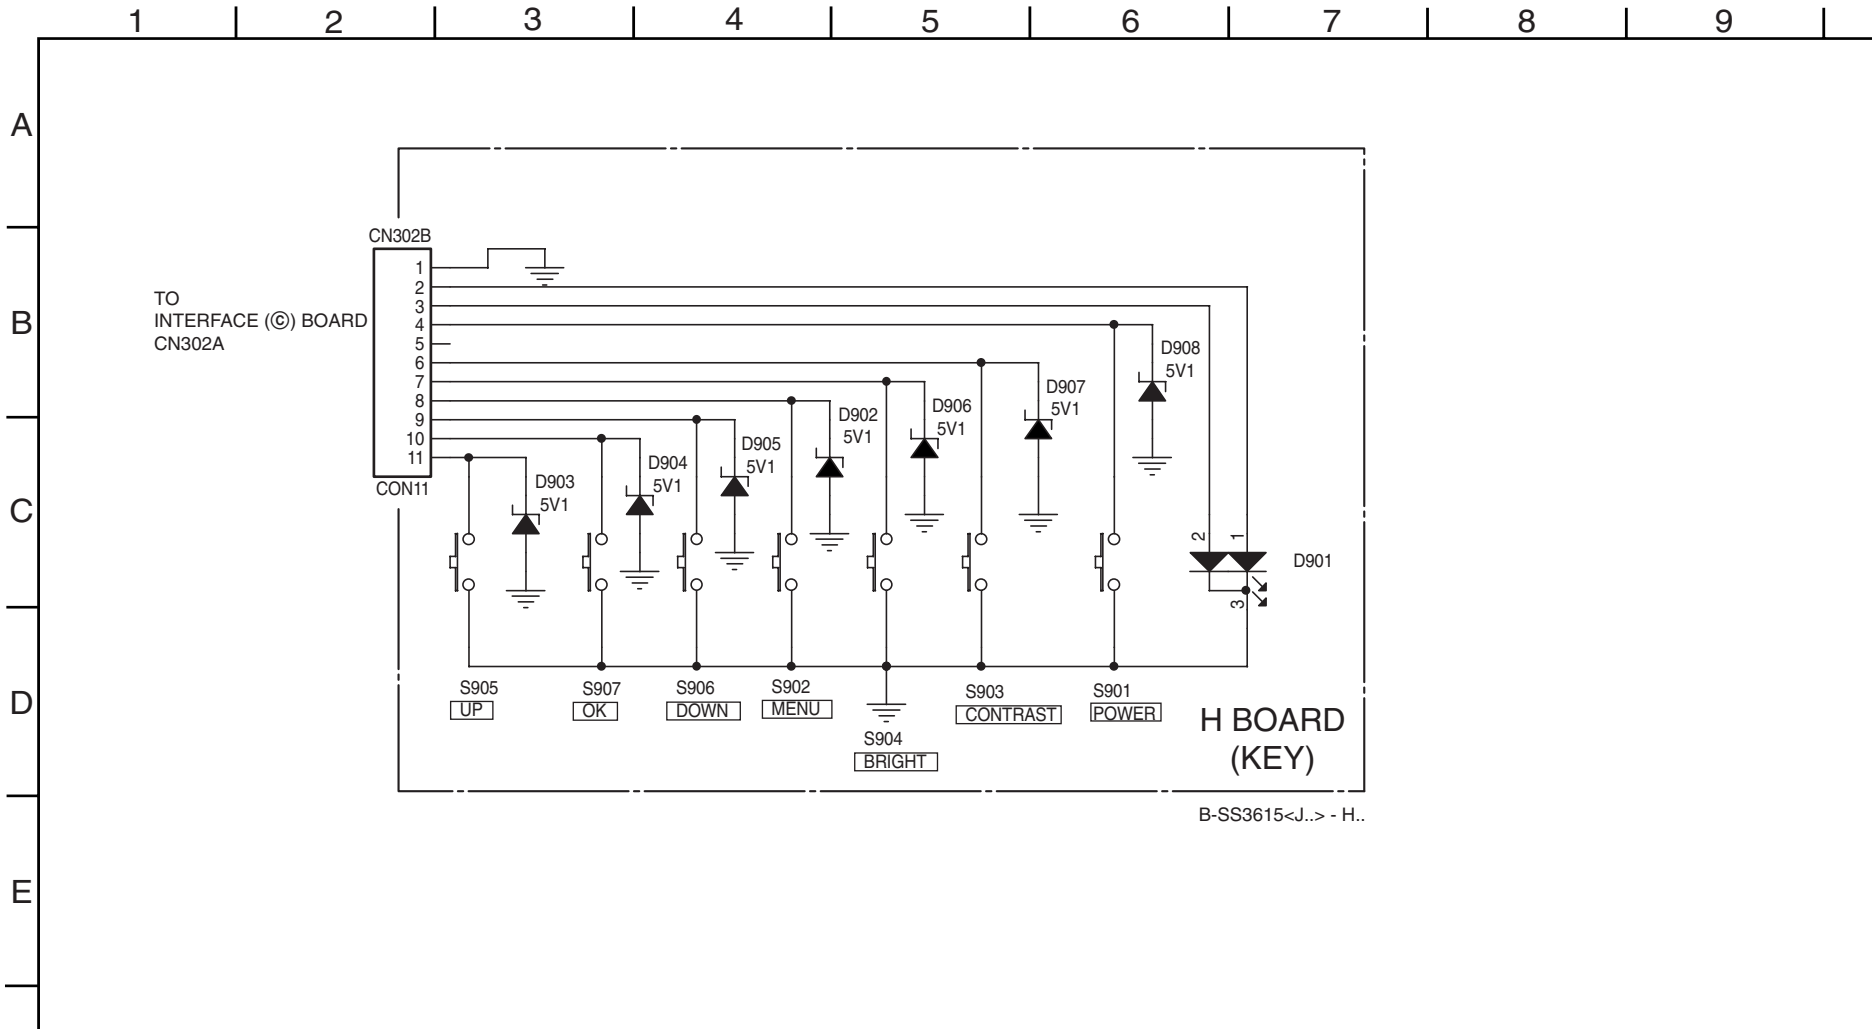 1 2 3 4 5 6 7 8 9
A
B
C
D
E
CN302B
1
2
3
4
5
6
7
8
9
10
11
CON11
TO
INTERFACE (©) BOARD
CN302A
D903
5V1
D904
5V1
D905
5V1
D902
5V1
D906
5V1
D907
5V1
D908
5V1
2
1
3
D901
S905
UP
S907
OK
S906
DOWN
S902
MENU
S904
BRIGHT
S903
CONTRAST
S901
POWER
H BOARD
(KEY)
B-SS3615<J..> - H..